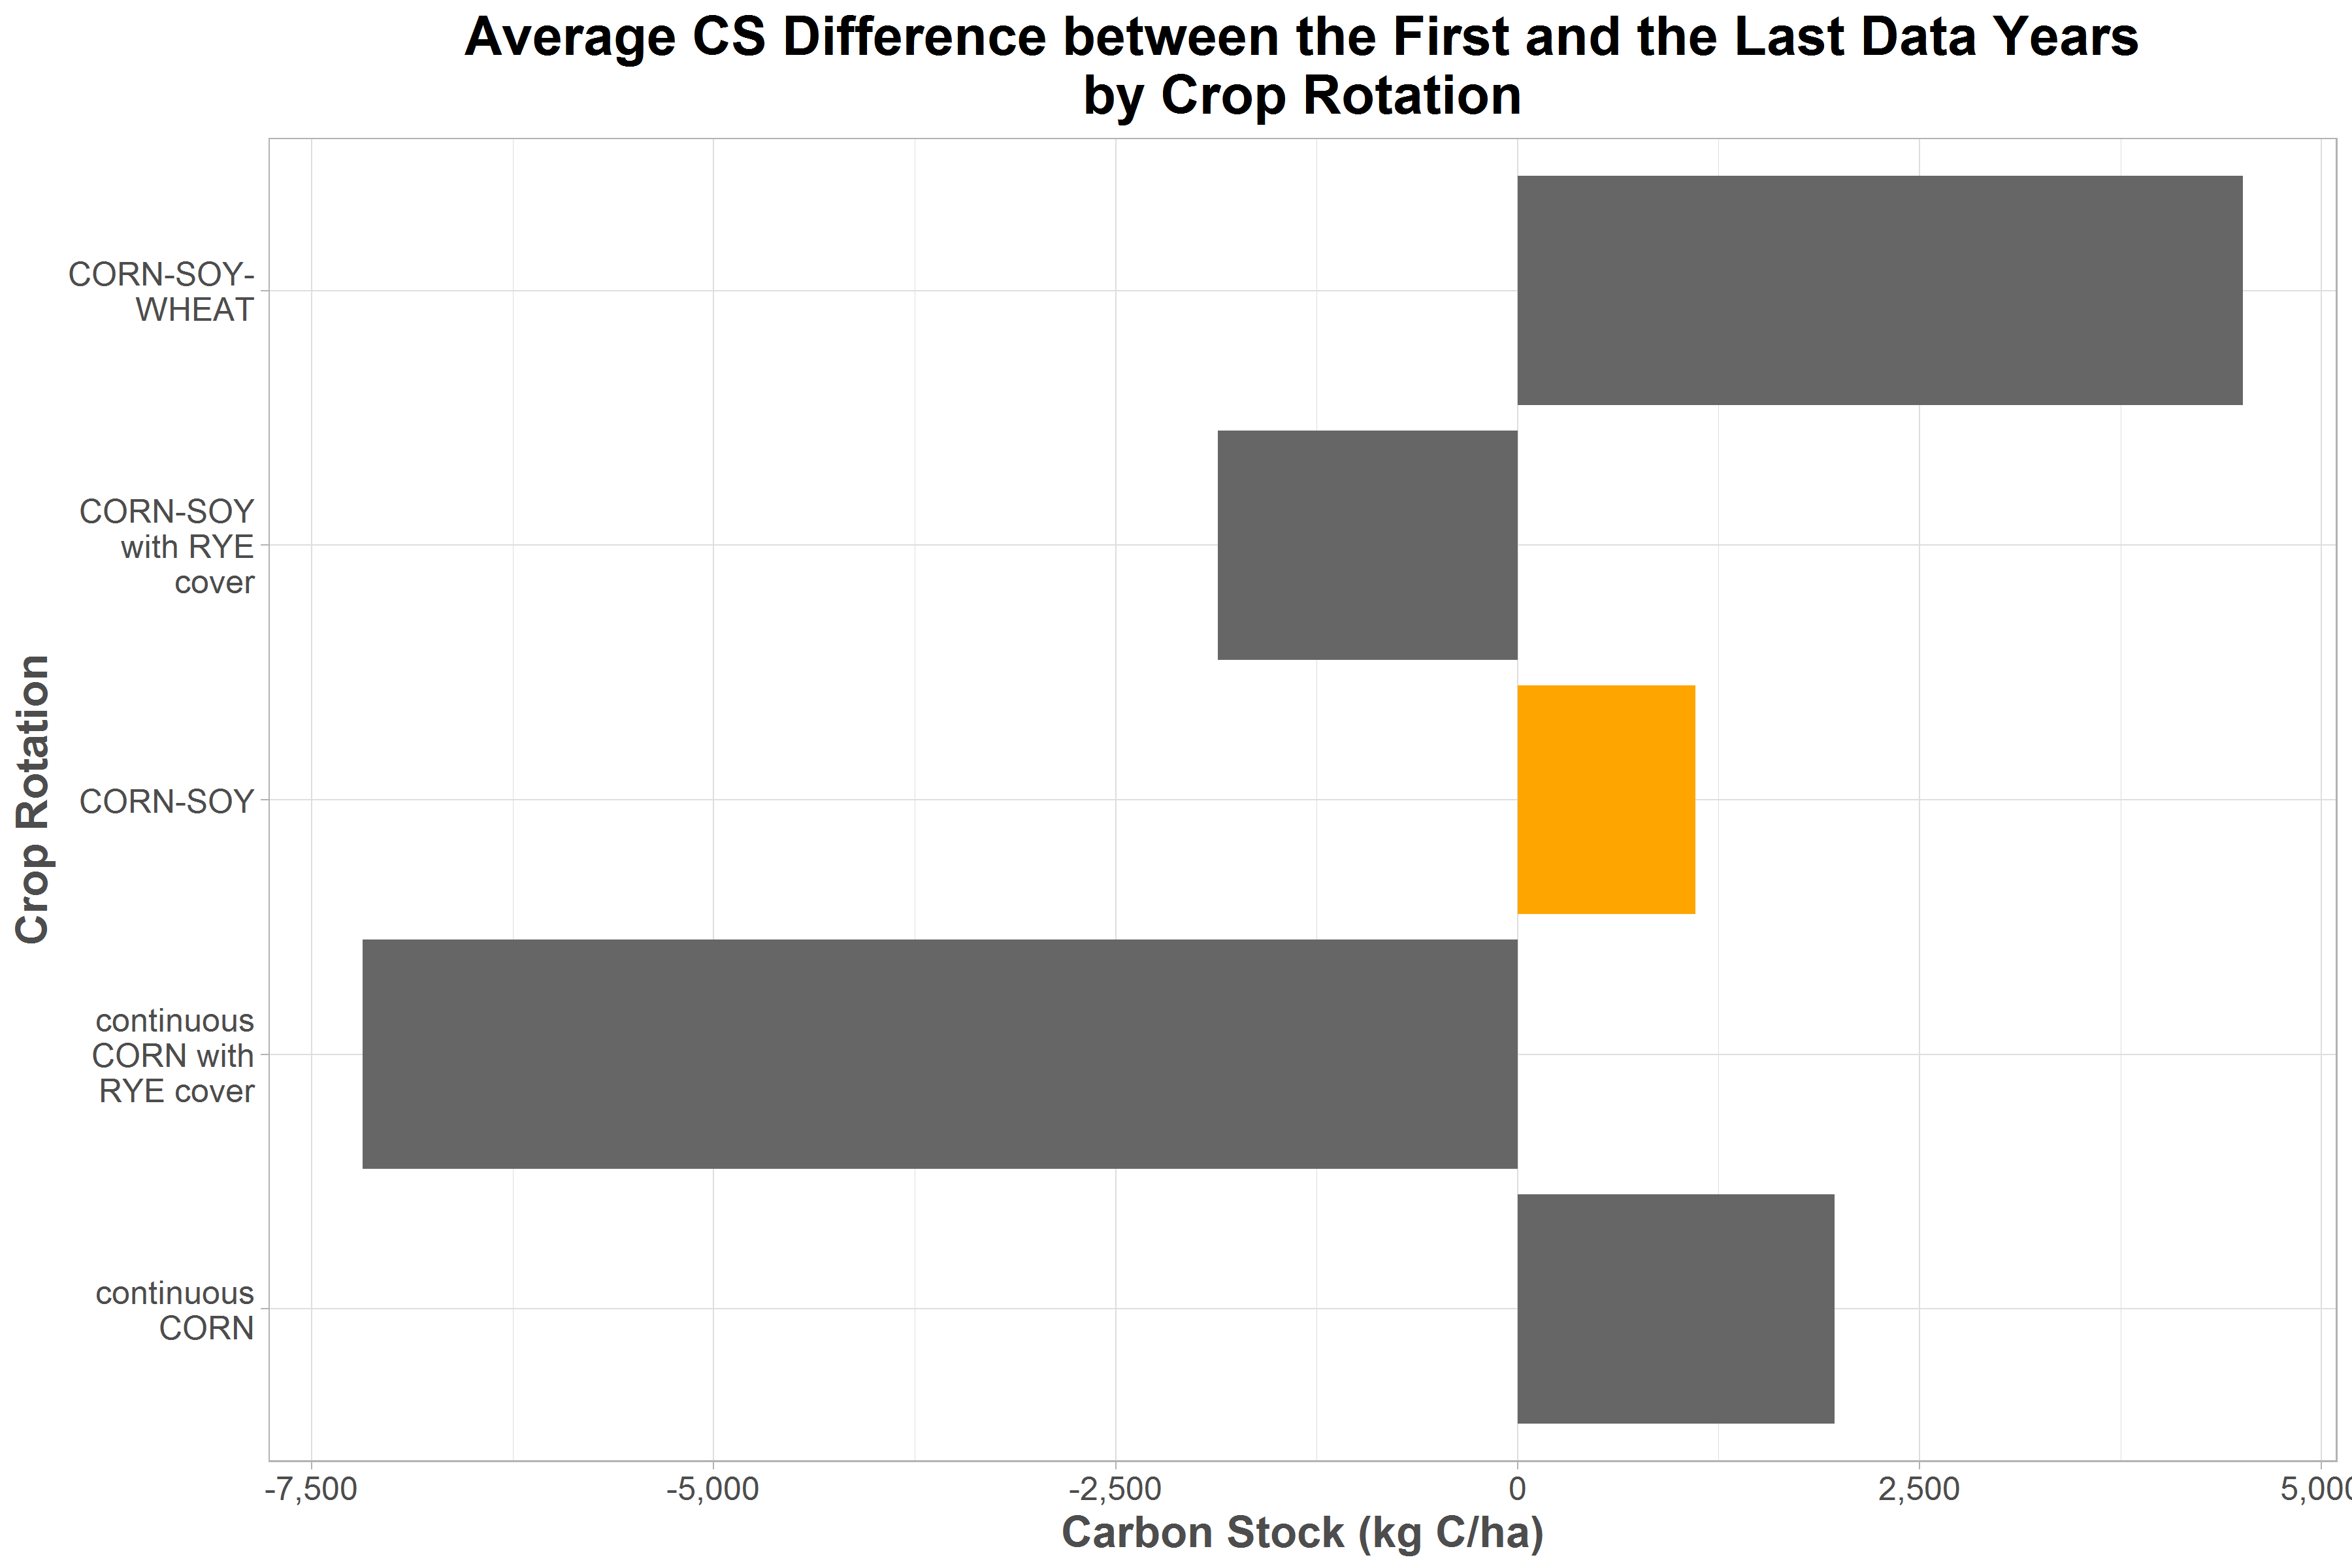 Average CS Difference between the First and the Last Data Years
by Crop Rotation
CORN-SOY-
WHEAT
CORN-SOY
with RYE
cover
CORN-SOY
continuous
CORN with
RYE cover
continuous
CORN
Crop Rotation
-7,500 -5,000 -2,500 0 2,500 5,000
Carbon Stock (kg C/ha)